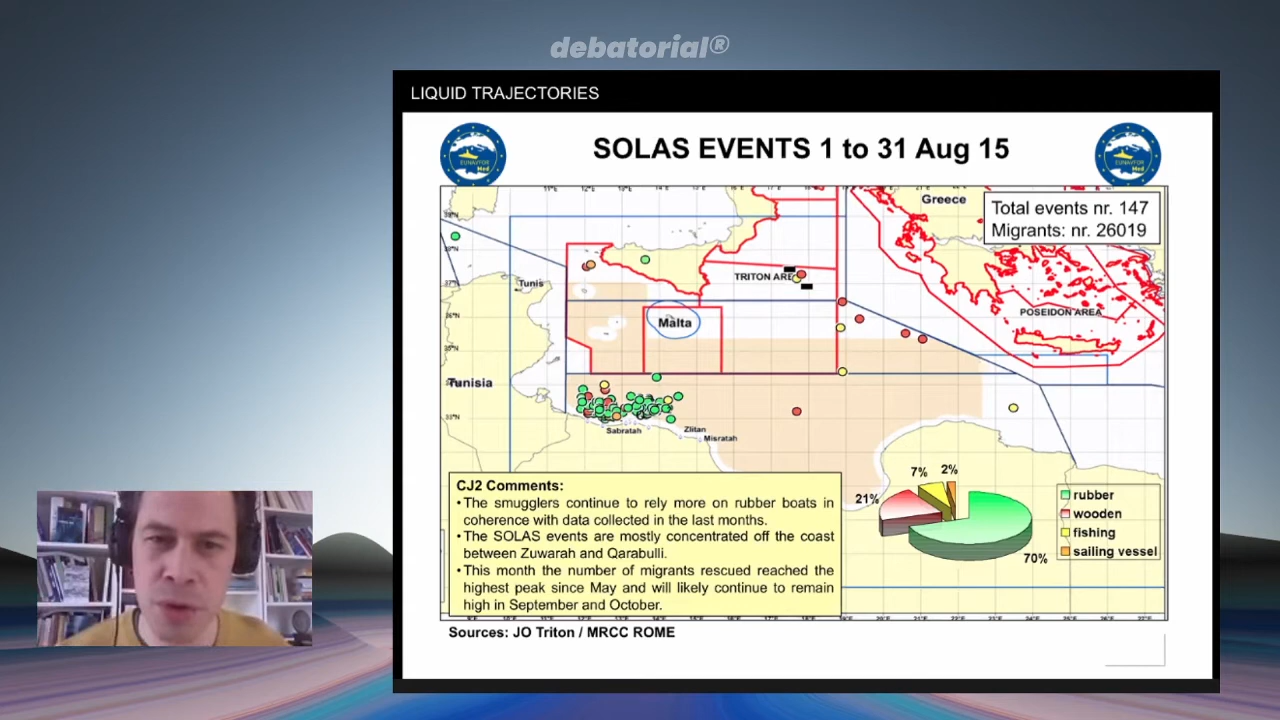 debatorial®
LIQUID TRAJECTORIES
SOLAS EVENTS 1 to 31 Aug 15
EUNAVFOR
Med
EUNAVFOR
Med
Greece
Total events nr. 147
Migrants: nr. 26019
Tunis
TRITON ARE
POSEIDON AREA
Malta
Tunisia
Sabratah
Zlitan
Misratah
CJ2 Comments:
•The smugglers continue to rely more on rubber boats in
coherence with data collected in the last months.
•The SOLAS events are mostly concentrated off the coast
between Zuwarah and Qarabulli.
•This month the number of migrants rescued reached the
highest peak since May and will likely continue to remain
high in September and October.
7%
2%
21%
70%
rubber
wooden
fishing
sailing vessel
Sources: JO Triton / MRCC ROME